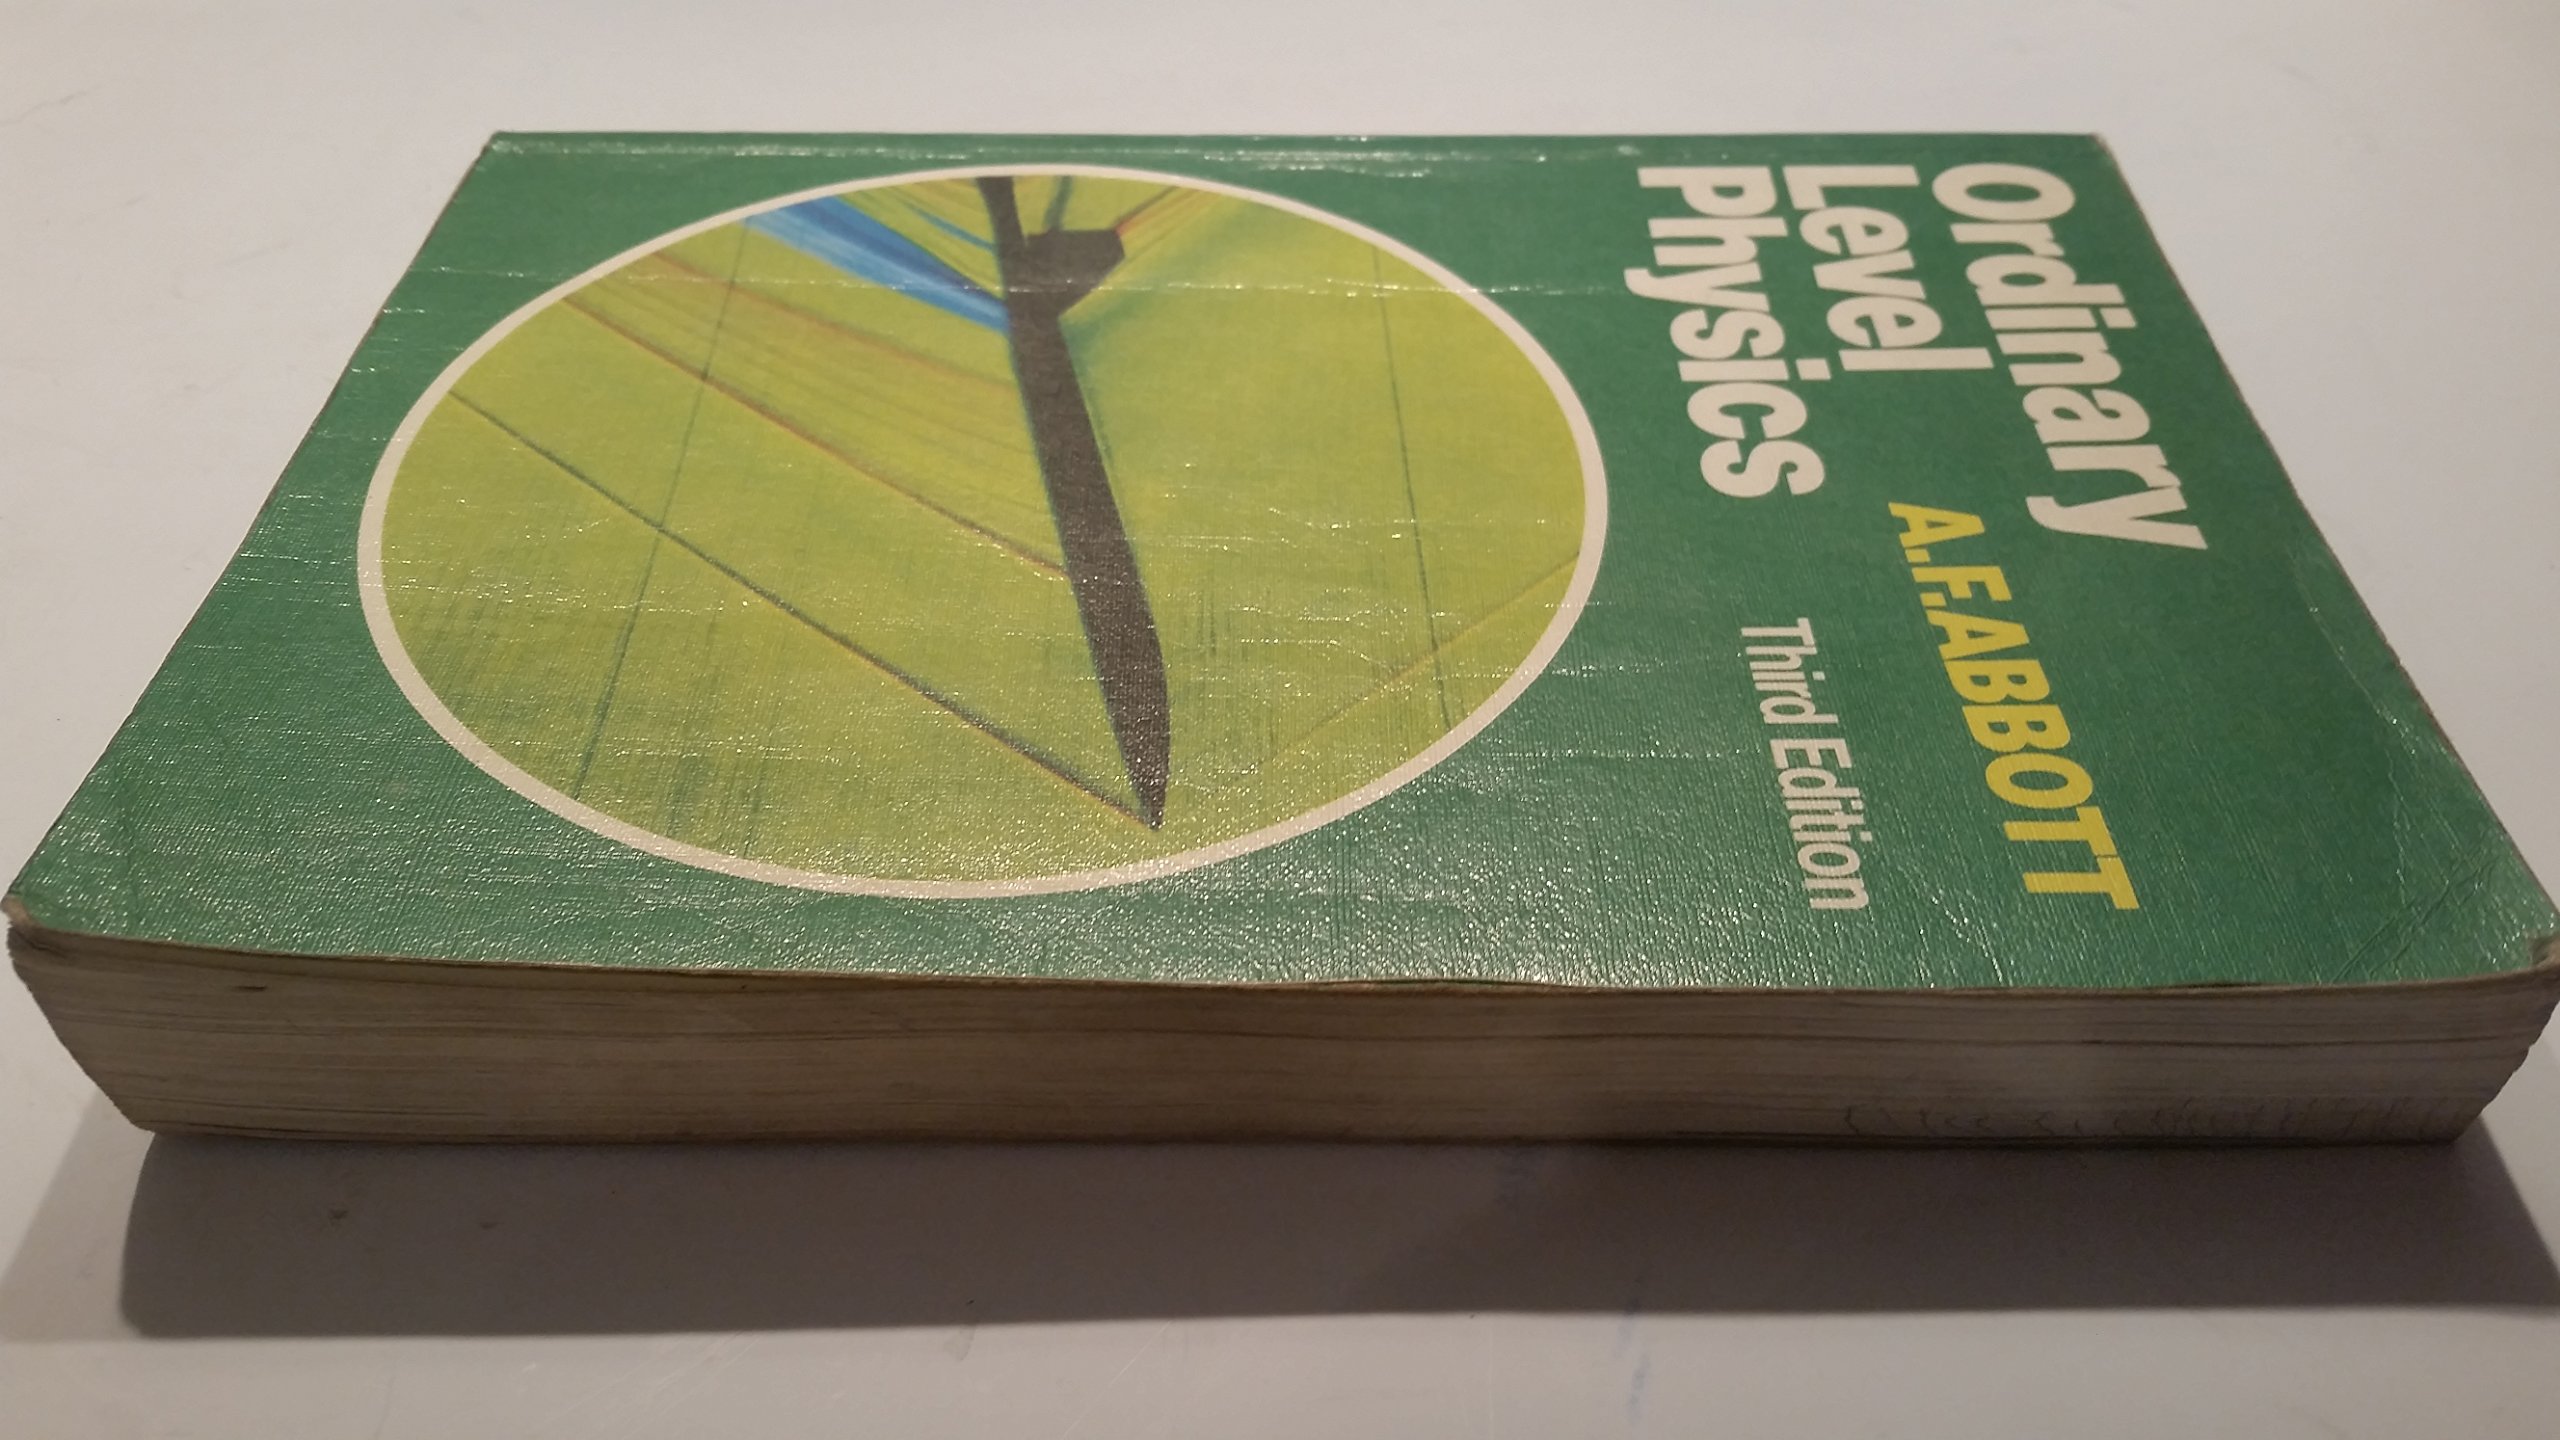 Ordinary
Level
Physics
A.F.ABBOTT
Third Edition